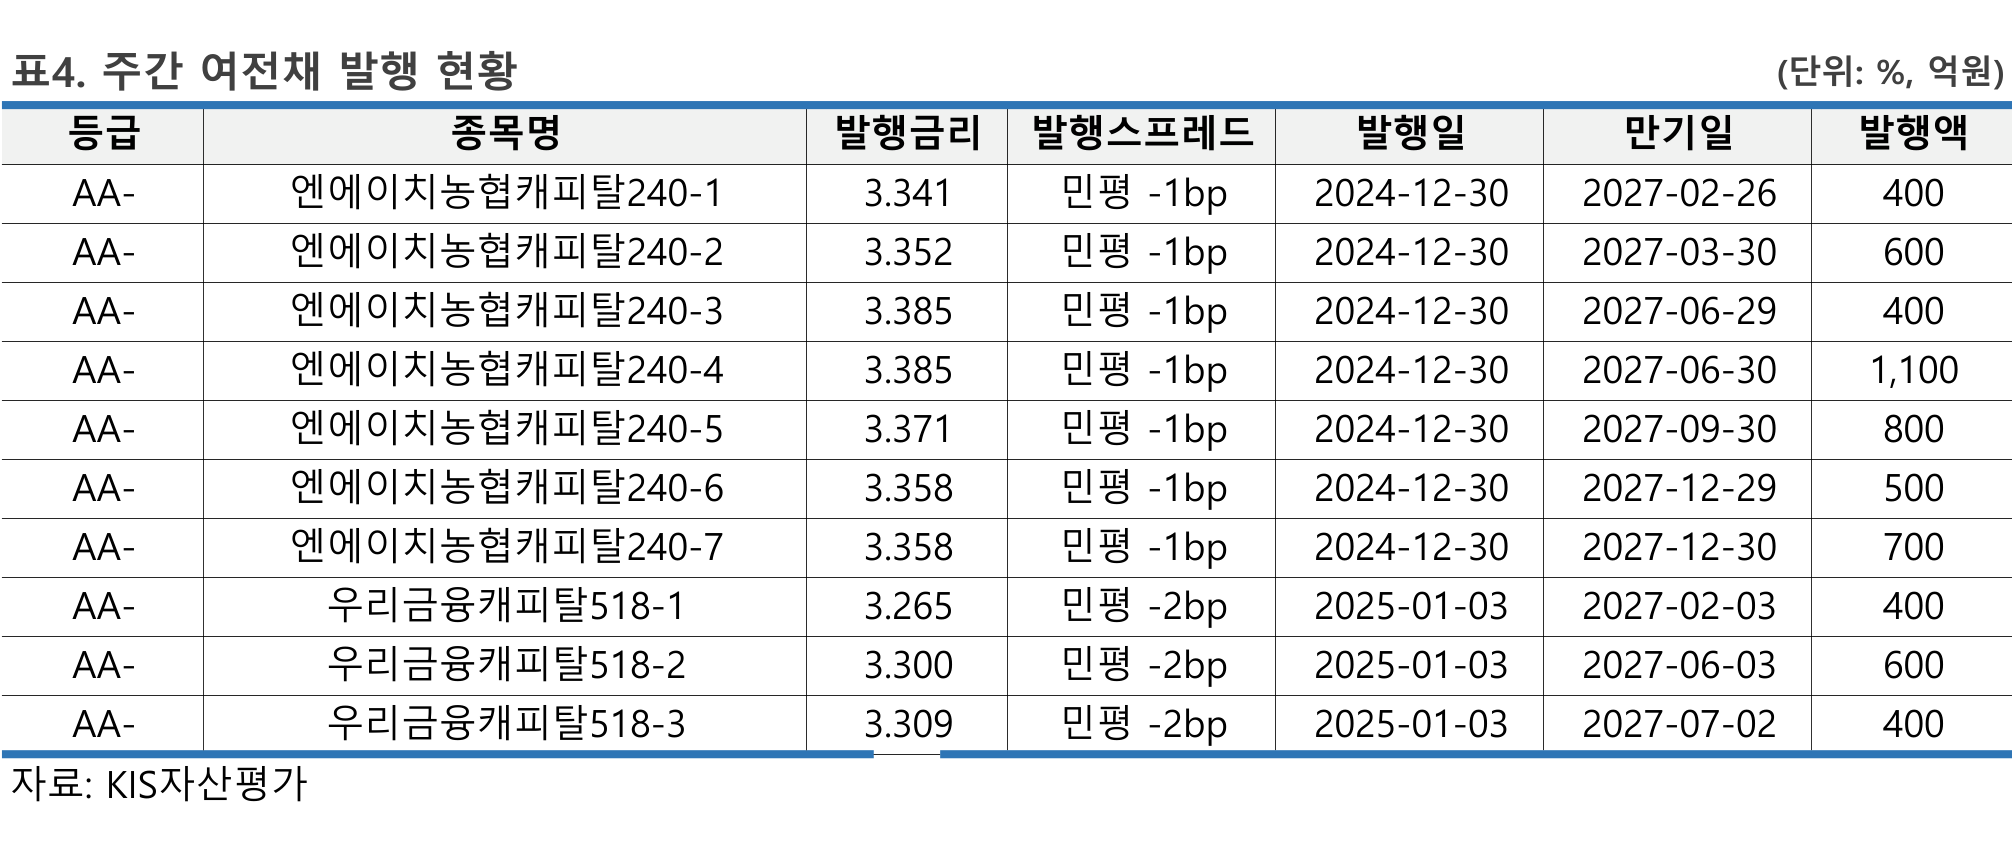 표4. 주간 여전채 발행 현황 (단위: %, 억원)
등급 종목명 발행금리 발행스프레드 발행일 만기일 발행액
AA- 엔에이치농협캐피탈240-1 3.341 민평 -1bp 2024-12-30 2027-02-26 400
AA- 엔에이치농협캐피탈240-2 3.352 민평 -1bp 2024-12-30 2027-03-30 600
AA- 엔에이치농협캐피탈240-3 3.385 민평 -1bp 2024-12-30 2027-06-29 400
AA- 엔에이치농협캐피탈240-4 3.385 민평 -1bp 2024-12-30 2027-06-30 1,100
AA- 엔에이치농협캐피탈240-5 3.371 민평 -1bp 2024-12-30 2027-09-30 800
AA- 엔에이치농협캐피탈240-6 3.358 민평 -1bp 2024-12-30 2027-12-29 500
AA- 엔에이치농협캐피탈240-7 3.358 민평 -1bp 2024-12-30 2027-12-30 700
AA- 우리금융캐피탈518-1 3.265 민평 -2bp 2025-01-03 2027-02-03 400
AA- 우리금융캐피탈518-2 3.300 민평 -2bp 2025-01-03 2027-06-03 600
AA- 우리금융캐피탈518-3 3.309 민평 -2bp 2025-01-03 2027-07-02 400
자료: KIS자산평가